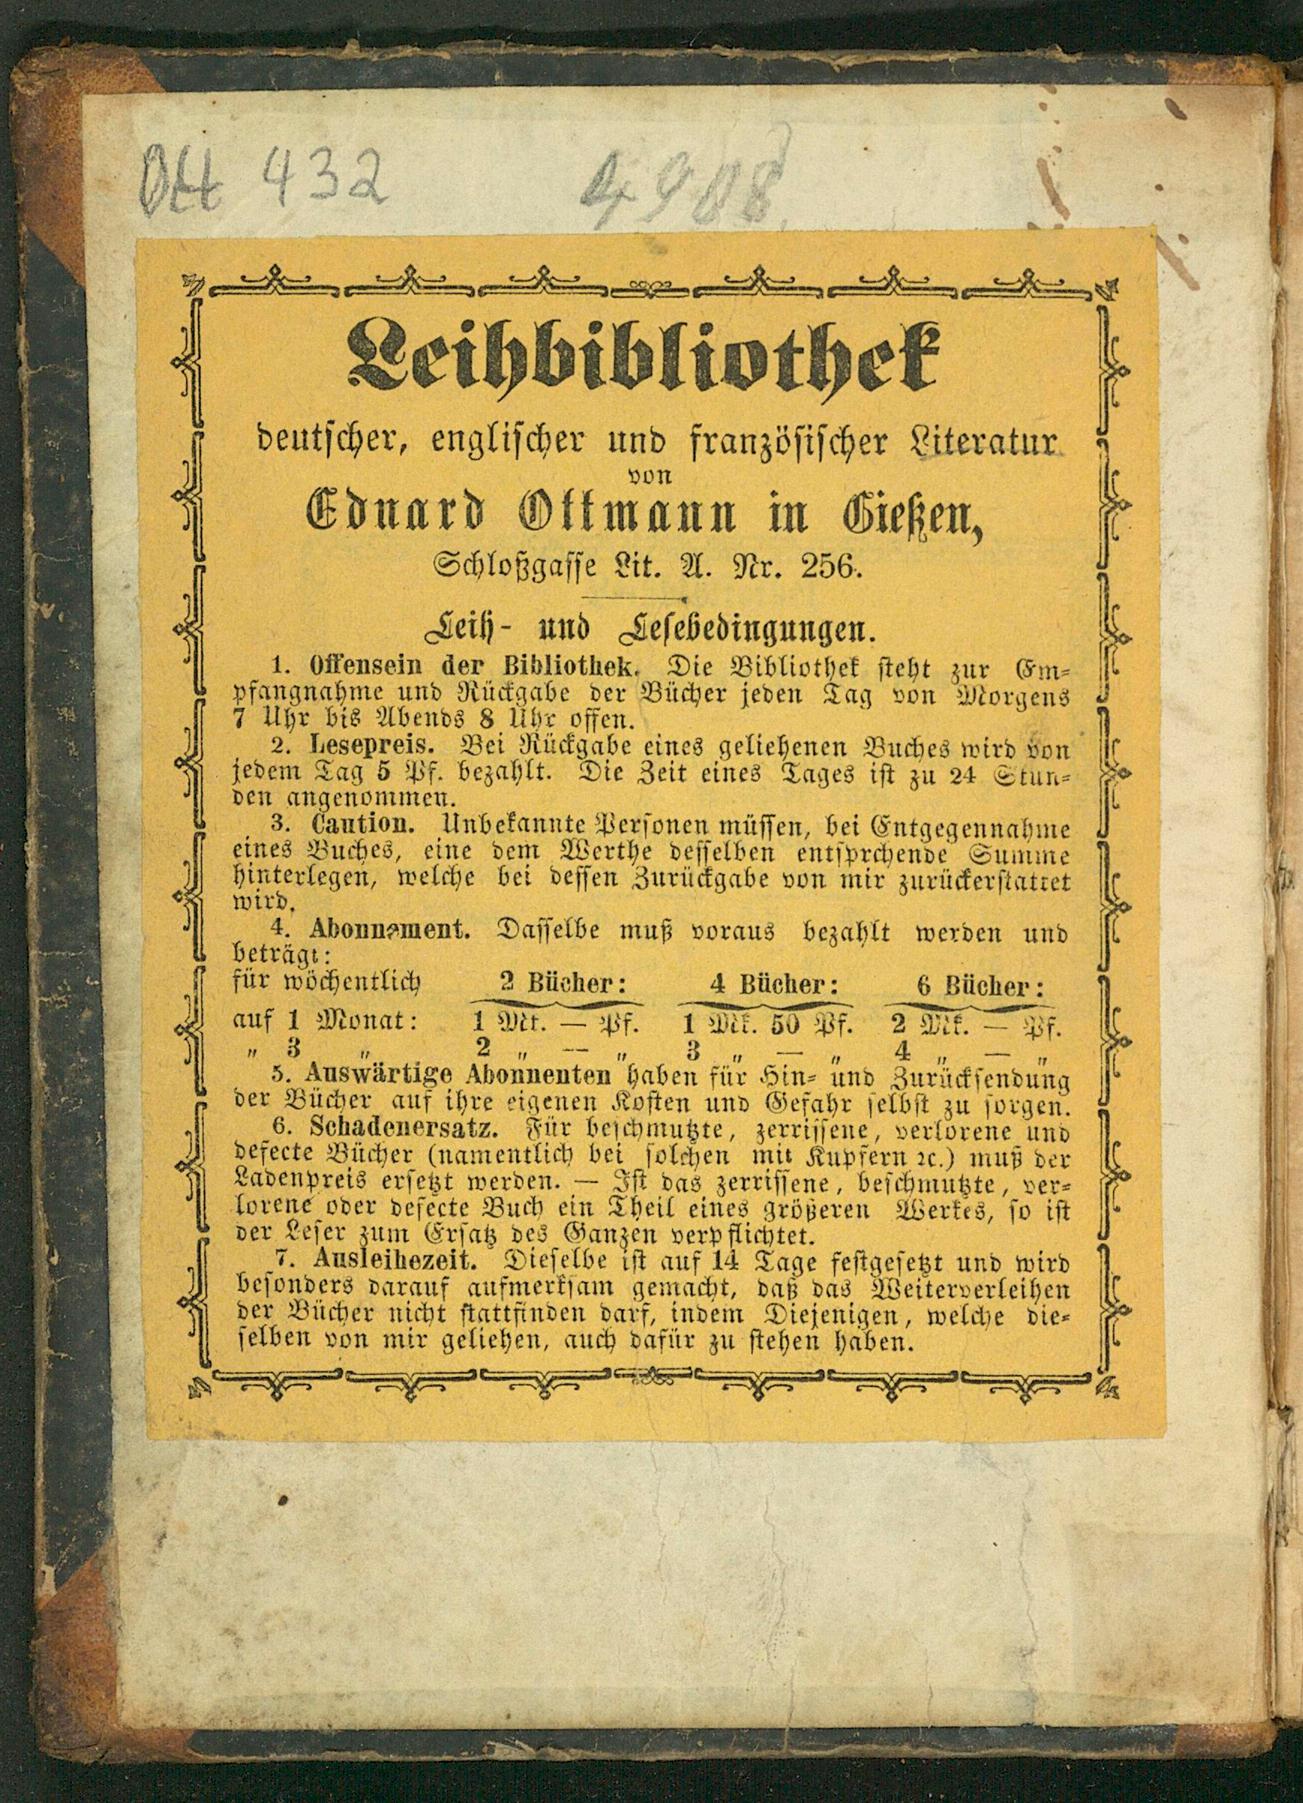 Ott 432 4908
Leihbibliothek
deutscher, englischer und französischer Literatur
von
Eduard Ottmann in Gießen,
Schloßgasse Lit. A. Nr. 256.
Leih- und Lesebedingungen.
1. Offensein der Bibliothek. Die Bibliothek steht zur Em-
pfangnahme und Rückgabe der Bücher jeden Tag von Morgens
7 Uhr bis Abends 8 Uhr offen.
2. Lesepreis. Bei Rückgabe eines geliehenen Buches wird von
jedem Tag 5 Pf. bezahlt. Die Zeit eines Tages ist zu 24 Stun-
den angenommen.
3. Caution. Unbekannte Personen müssen, bei Entgegennahme
eines Buches, eine dem Werthe desselben entsprchende Summe
hinterlegen, welche bei dessen Zurückgabe von mir zurückerstattet
wird.
4. Abonnement. Dasselbe muß voraus bezahlt werden und
beträgt:
für wöchentlich 2 Bücher: 4 Bücher: 6 Bücher:
auf 1 Monat: 1 Mk. — Pf. 1 Mk. 50 Pf. 2 Mk. — Pf.
„ 3 „ 2 „ — „ 3 „ — „ 4 „ — „
5. Auswärtige Abonnenten haben für Hin- und Zurücksendung
der Bücher auf ihre eigenen Kosten und Gefahr selbst zu sorgen.
6. Schadenersatz. Für beschmutzte, zerrissene, verlorene und
defecte Bücher (namentlich bei solchen mit Kupfern ꝛc.) muß der
Ladenpreis ersetzt werden. — Ist das zerrissene, beschmutzte, ver-
lorene oder defecte Buch ein Theil eines größeren Werkes, so ist
der Leser zum Ersatz des Ganzen verpflichtet.
7. Ausleihezeit. Dieselbe ist auf 14 Tage festgesetzt und wird
besonders darauf aufmerksam gemacht, daß das Weiterverleihen
der Bücher nicht stattfinden darf, indem Diejenigen, welche die-
selben von mir geliehen, auch dafür zu stehen haben.